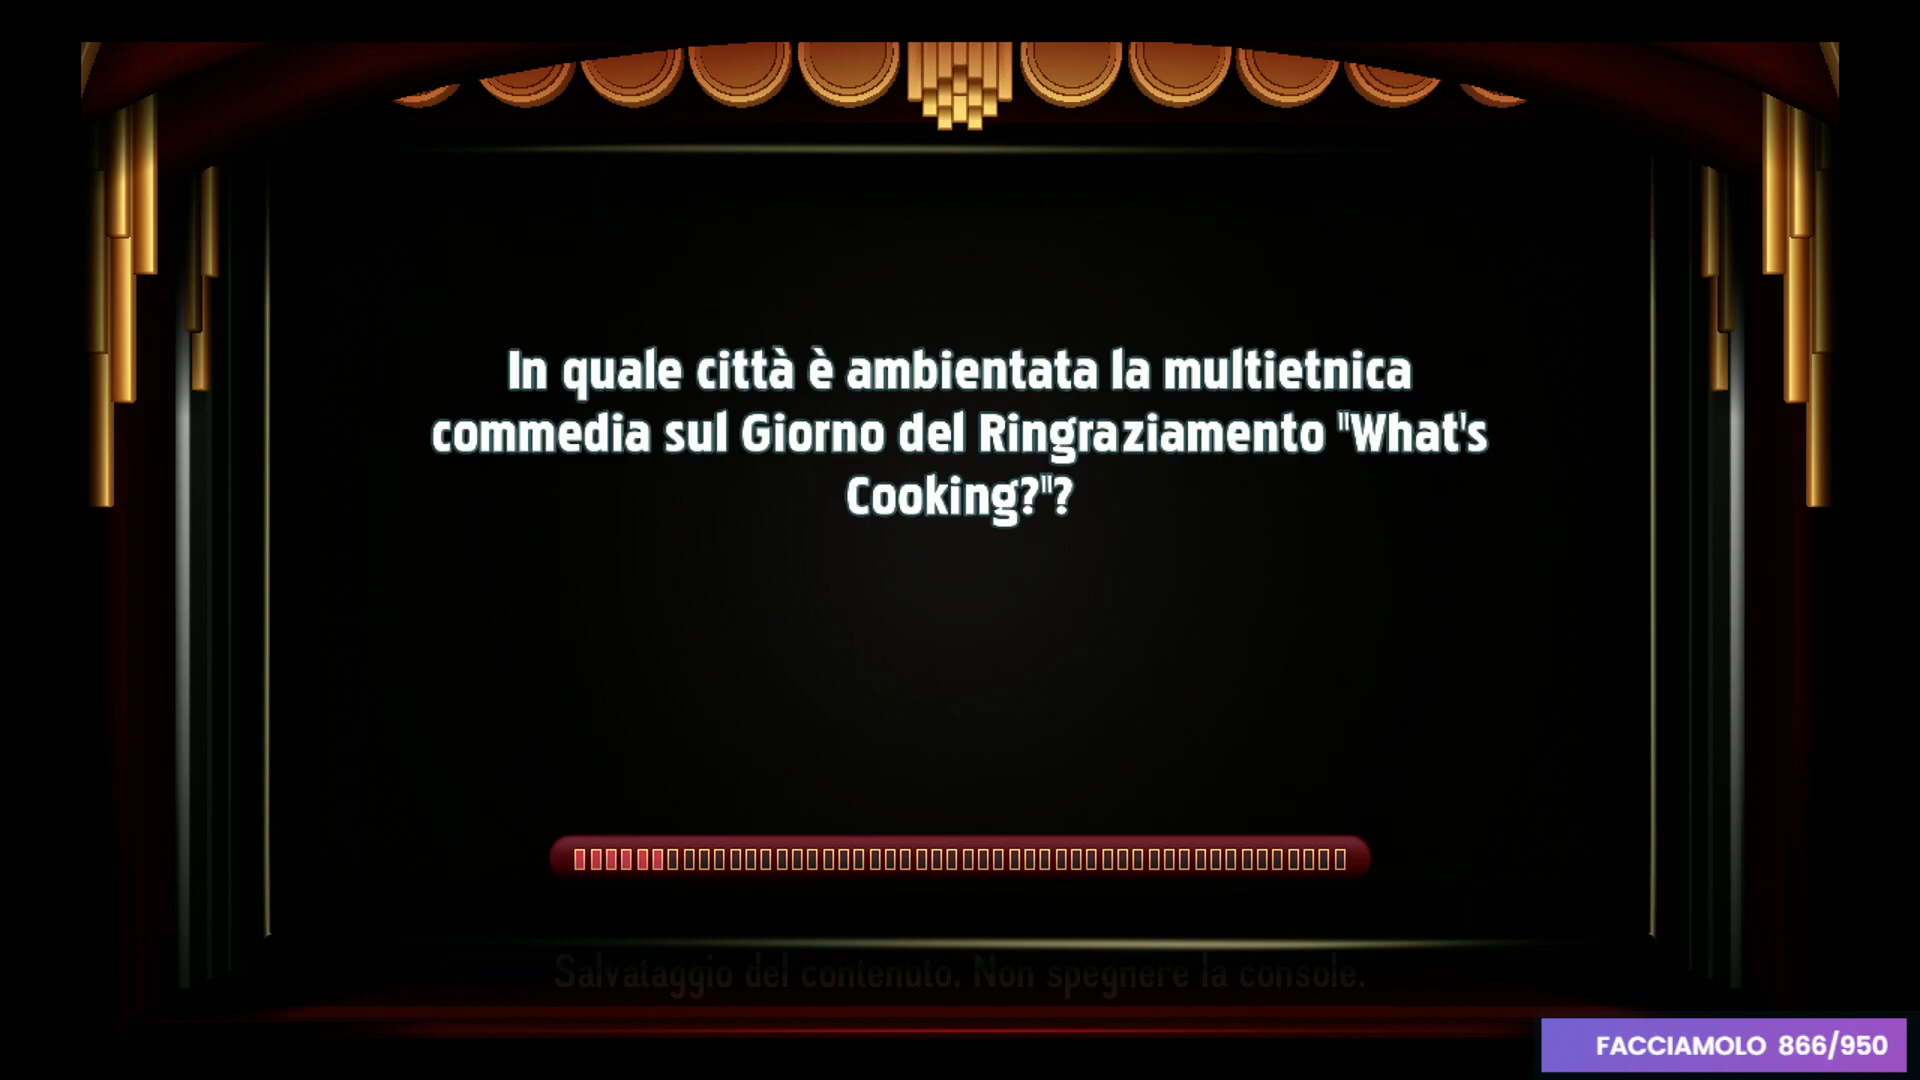 In quale città è ambientata la multietnica
commedia sul Giorno del Ringraziamento "What's
Cooking?"?
Salvataggio del contenuto. Non spegnere la console.
FACCIAMOLO 866/950